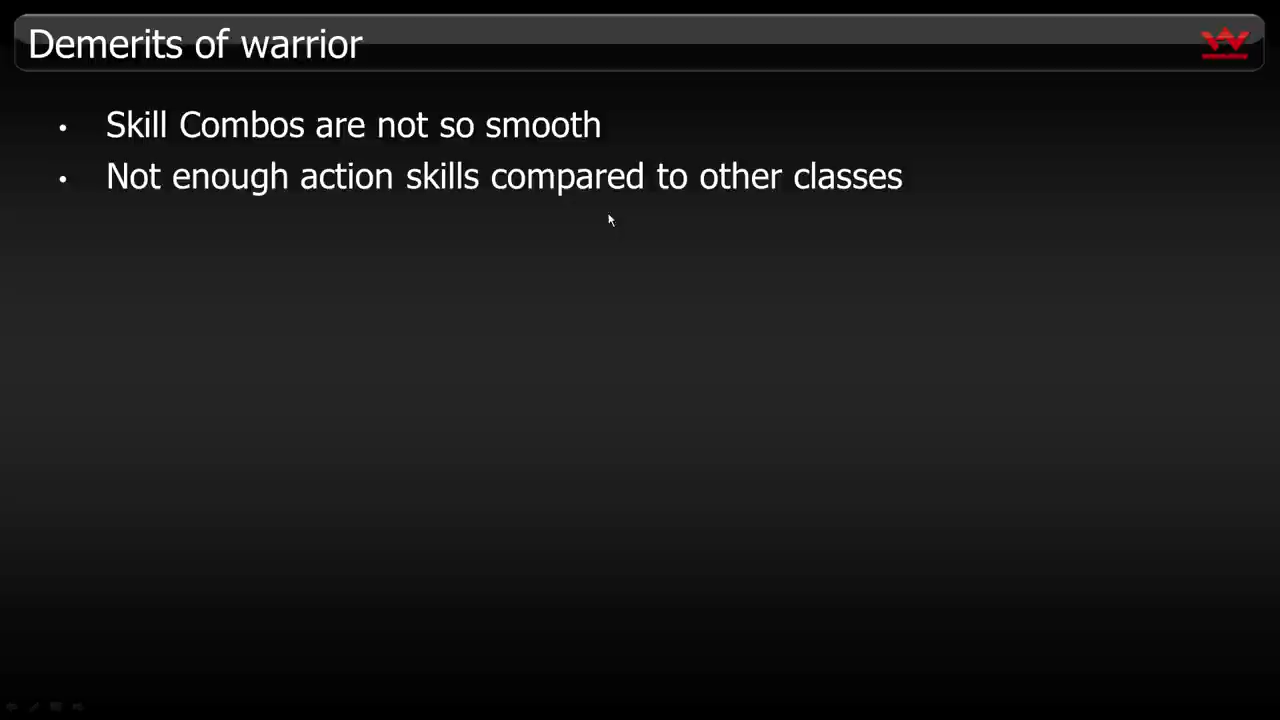 Demerits of warrior
• Skill Combos are not so smooth
• Not enough action skills compared to other classes